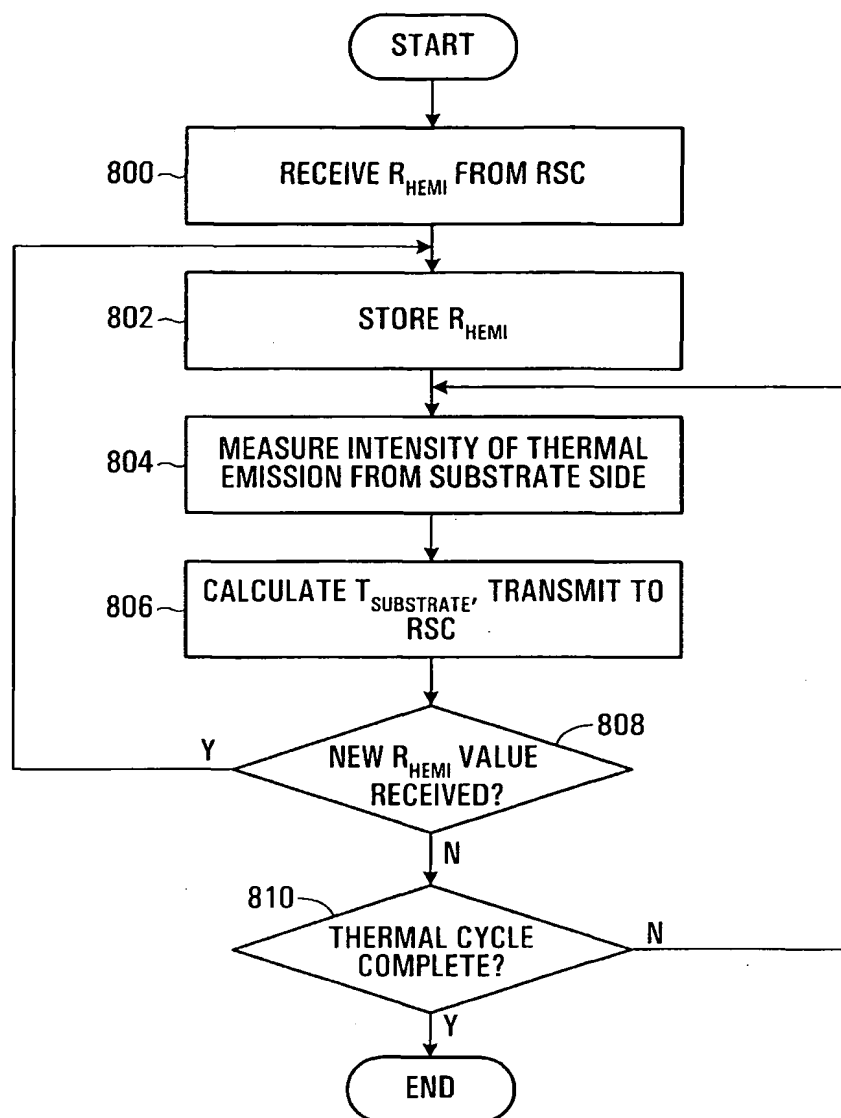 START
800
RECEIVE R_HEMI FROM RSC
802
STORE R_HEMI
804
MEASURE INTENSITY OF THERMAL
EMISSION FROM SUBSTRATE SIDE
806
CALCULATE T_SUBSTRATE, TRANSMIT TO
RSC
808
Y
NEW R_HEMI VALUE
RECEIVED?
N
810
THERMAL CYCLE
COMPLETE?
N
Y
END